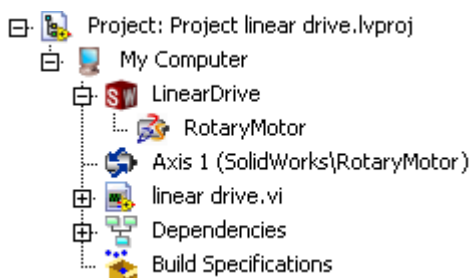 Project: Project linear drive.lvproj
My Computer
SW LinearDrive
RotaryMotor
Axis 1 (SolidWorks\RotaryMotor)
linear drive.vi
Dependencies
Build Specifications